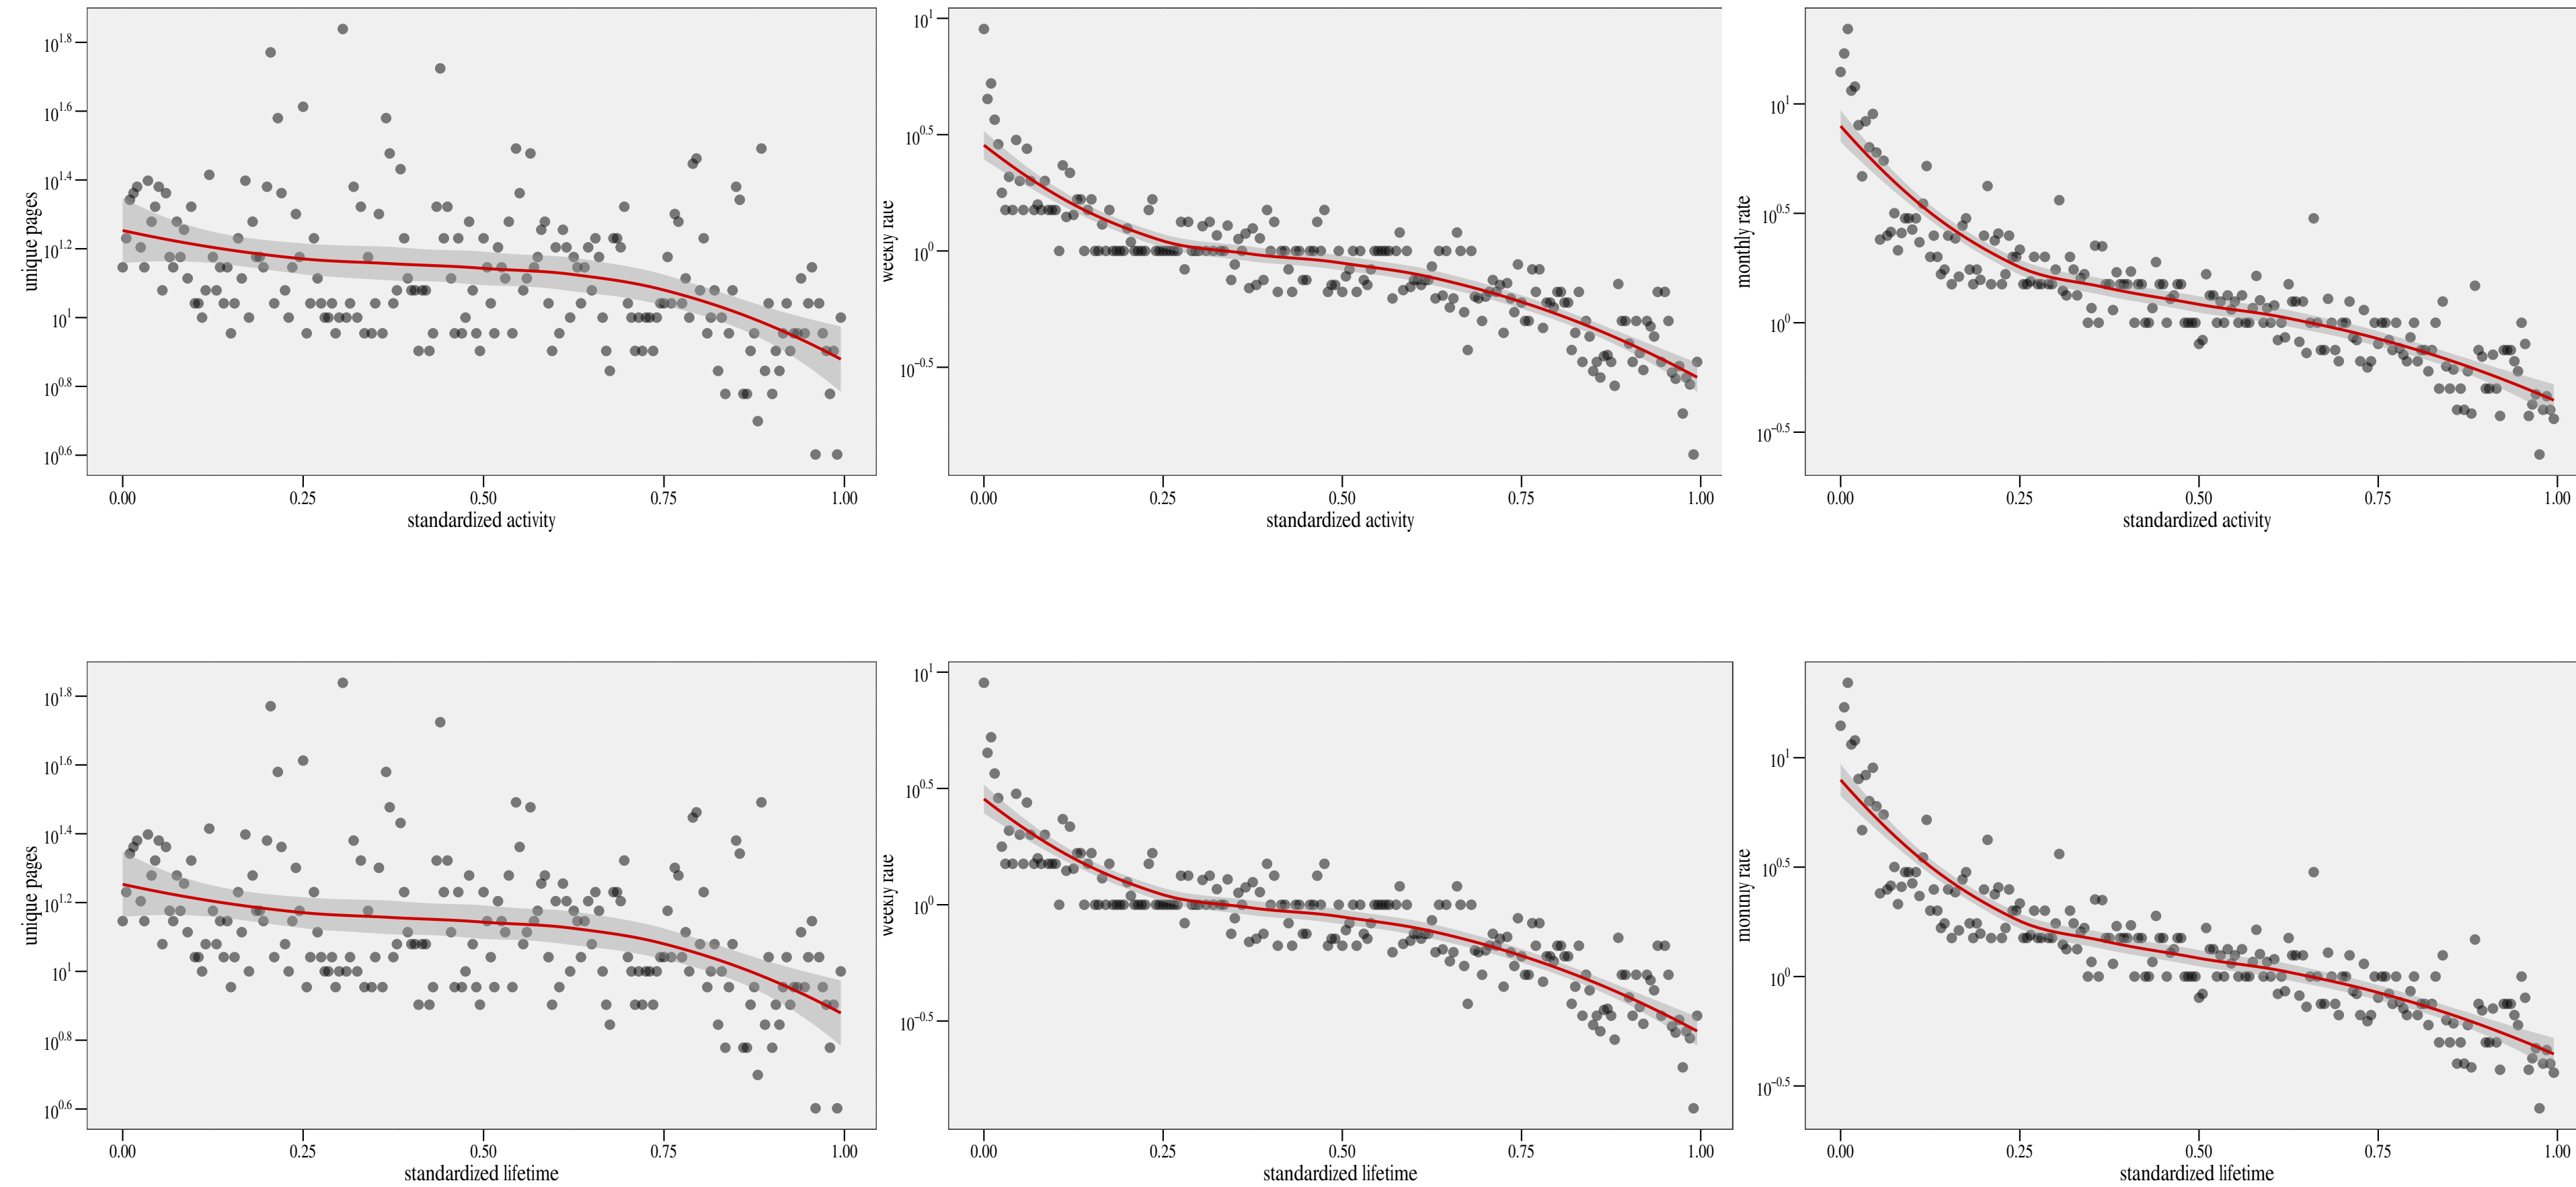 unique pages
10^1.8
10^1.6
10^1.4
10^1.2
10^1
10^0.8
10^0.6
0.00 0.25 0.50 0.75 1.00
standardized activity
weekly rate
10^1
10^0.5
10^0
10^−0.5
0.00 0.25 0.50 0.75 1.00
standardized activity
monthly rate
10^1
10^0.5
10^0
10^−0.5
0.00 0.25 0.50 0.75 1.00
standardized activity
unique pages
10^1.8
10^1.6
10^1.4
10^1.2
10^1
10^0.8
10^0.6
0.00 0.25 0.50 0.75 1.00
standardized lifetime
weekly rate
10^1
10^0.5
10^0
10^−0.5
0.00 0.25 0.50 0.75 1.00
standardized lifetime
monthly rate
10^1
10^0.5
10^0
10^−0.5
0.00 0.25 0.50 0.75 1.00
standardized lifetime